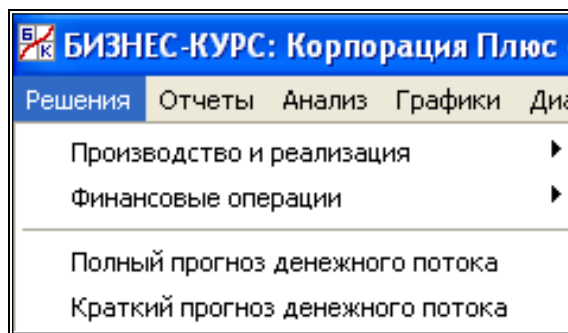 БК БИЗНЕС-КУРС: Корпорация Плюс
Решения Отчеты Анализ Графики
Производство и реализация
Финансовые операции
Полный прогноз денежного потока
Краткий прогноз денежного потока